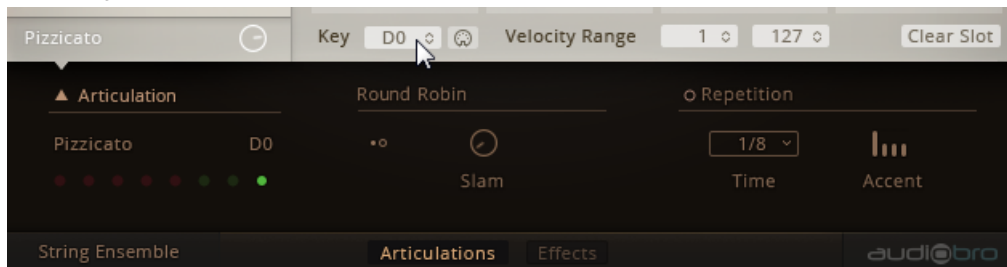 Pizzicato Key D0 Velocity Range 1 127 Clear Slot
Articulation Round Robin Repetition
Pizzicato D0 1/8
Slam Time Accent
String Ensemble Articulations Effects audiobro